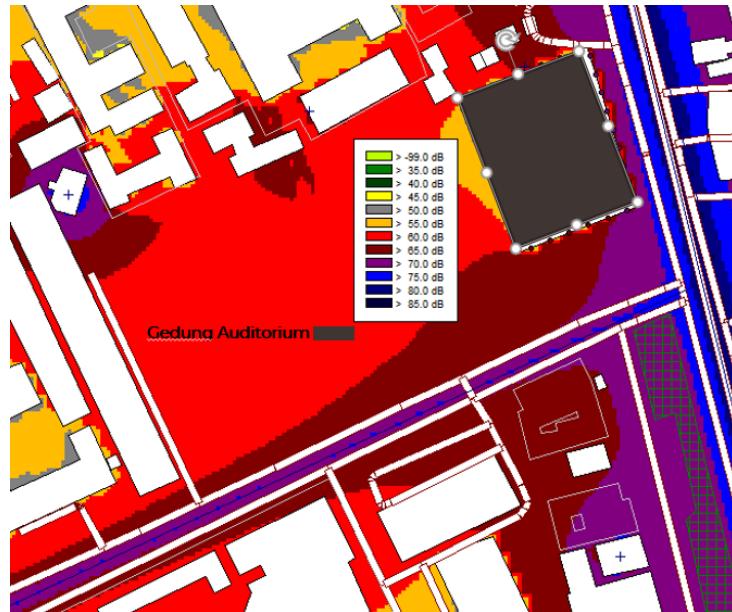 > -99.0 dB
> 35.0 dB
> 40.0 dB
> 45.0 dB
> 50.0 dB
> 55.0 dB
> 60.0 dB
> 65.0 dB
> 70.0 dB
> 75.0 dB
> 80.0 dB
> 85.0 dB
Gedung Auditorium